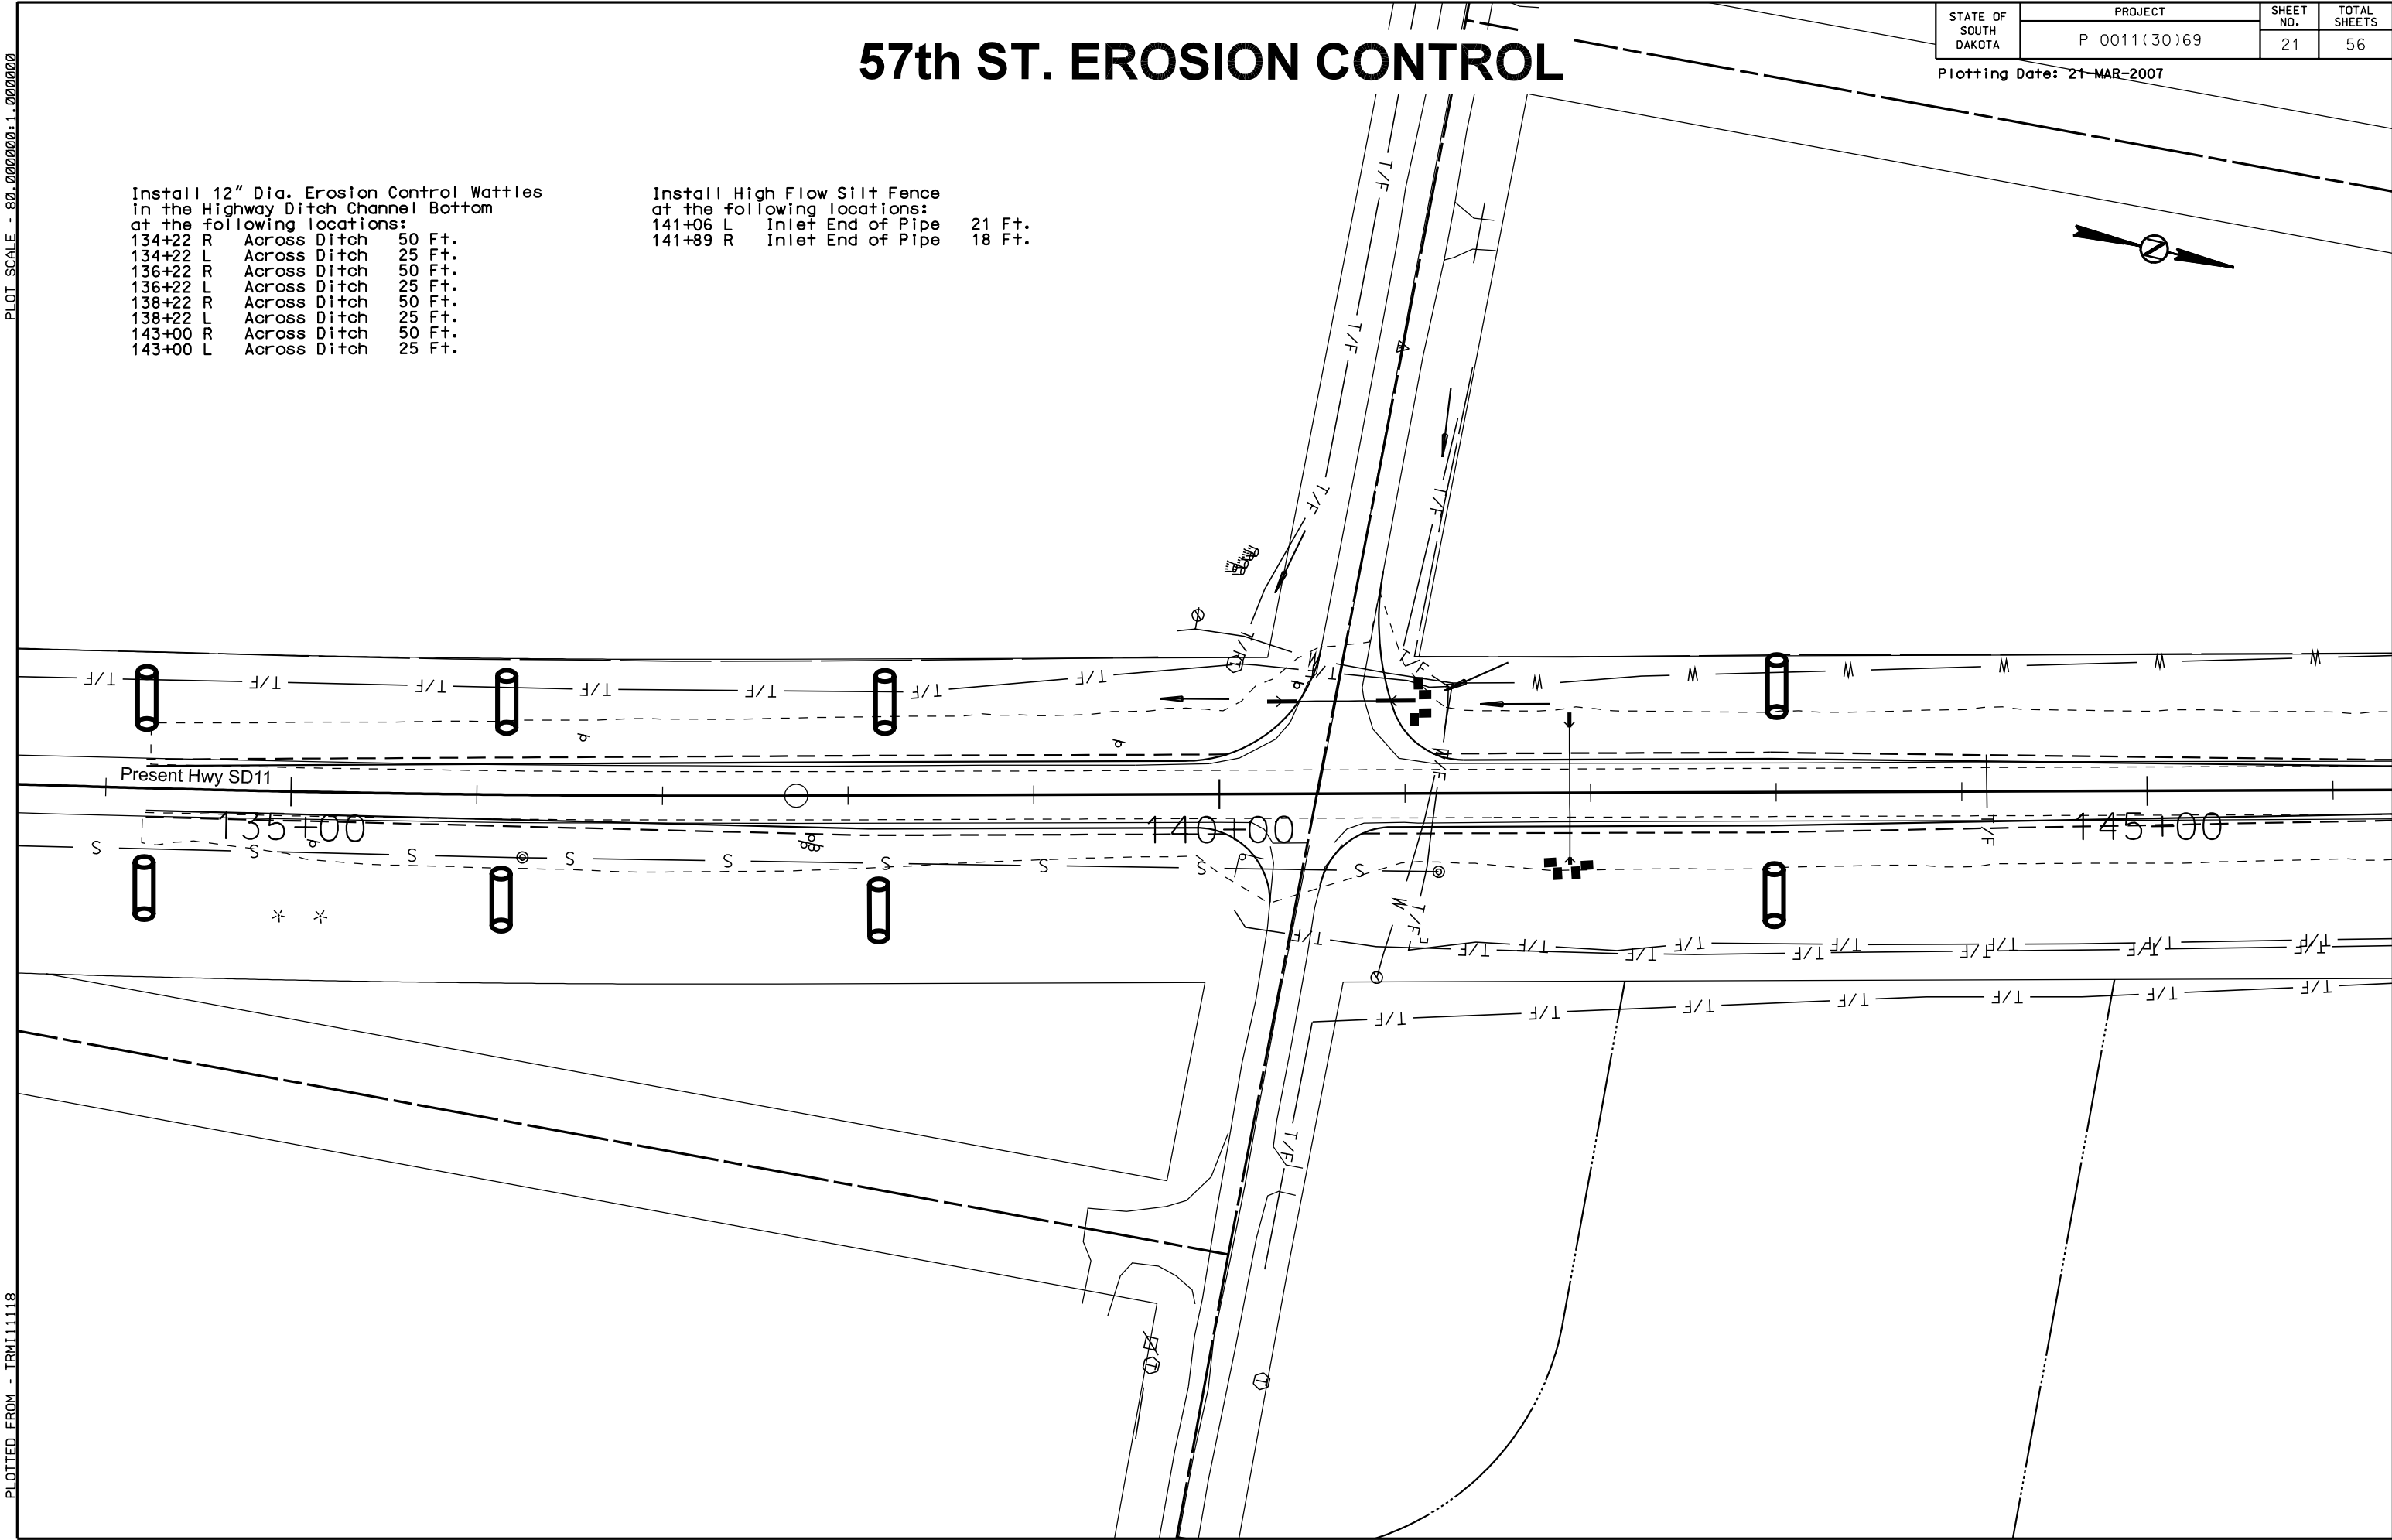 57th ST. EROSION CONTROL
STATE OF SOUTH DAKOTA
PROJECT
P 0011(30)69
SHEET NO.
21
TOTAL SHEETS
56
Plotting Date: 21-MAR-2007
PLOT SCALE - 80.000000:1.000000
Install 12" Dia. Erosion Control Wattles
in the Highway Ditch Channel Bottom
at the following locations:
134+22 R Across Ditch 50 Ft.
134+22 L Across Ditch 25 Ft.
136+22 R Across Ditch 50 Ft.
136+22 L Across Ditch 25 Ft.
138+22 R Across Ditch 50 Ft.
138+22 L Across Ditch 25 Ft.
143+00 R Across Ditch 50 Ft.
143+00 L Across Ditch 25 Ft.
Install High Flow Silt Fence
at the following locations:
141+06 L Inlet End of Pipe 21 Ft.
141+89 R Inlet End of Pipe 18 Ft.
N
T/F
T/F
T/F
T/F
T/F T/F T/F T/F T/F T/F T/F
W W W W W W
Present Hwy SD11
135+00
140+00
145+00
S S S S S S S S S
T/F T/F T/F T/F T/F T/F T/F T/F
T/F T/F T/F T/F T/F T/F
T/F T/F T/F T/F T/F T/F T/F
T/F
PLOTTED FROM - TRMI11118